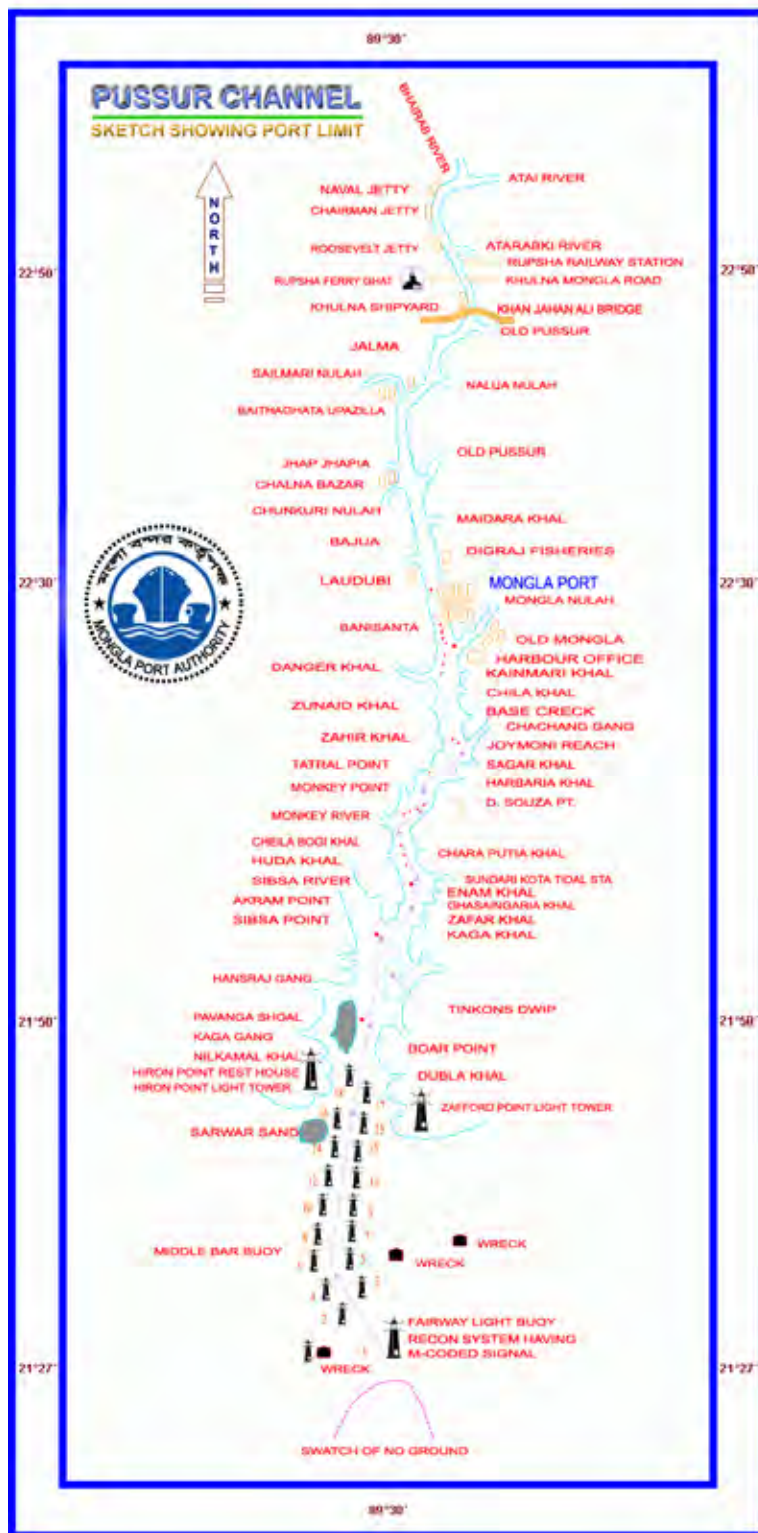 89°30'
PUSSUR CHANNEL
SKETCH SHOWING PORT LIMIT
NORTH
BHAIRAB RIVER
ATAI RIVER
NAVAL JETTY
CHAIRMAN JETTY
ROOSEVELT JETTY
ATARABKI RIVER
RUPSHA RAILWAY STATION
22°50'
22°50'
RUPSHA FERRY GHAT
KHULNA MONGLA ROAD
KHULNA SHIPYARD
KHAN JAHAN ALI BRIDGE
OLD PUSSUR
JALMA
SAILMARI NULAH
NALUA NULAH
BAITHAGHATA UPAZILLA
OLD PUSSUR
JHAP JHAPIA
CHALNA BAZAR
CHUNKURI NULAH
MAIDARA KHAL
BAJUA
DIGRAJ FISHERIES
LAUDUBI
MONGLA PORT
22°30'
22°30'
MONGLA NULAH
মংলা বন্দর কর্তৃপক্ষ
MONGLA PORT AUTHORITY
BANISANTA
OLD MONGLA
HARBOUR OFFICE
DANGER KHAL
KAINMARI KHAL
CHILA KHAL
ZUNAID KHAL
BASE CRECK
CHACHANG GANG
ZAHIR KHAL
JOYMONI REACH
TATRAL POINT
SAGAR KHAL
MONKEY POINT
HARBARIA KHAL
D. SOUZA PT.
MONKEY RIVER
CHEILA BOGI KHAL
CHARA PUTIA KHAL
HUDA KHAL
SIBSA RIVER
SUNDARI KOTA TIDAL STA
ENAM KHAL
AKRAM POINT
GHASAINGARIA KHAL
SIBSA POINT
ZAFAR KHAL
KAGA KHAL
HANSRAJ GANG
TINKONS DWIP
PAVANGA SHOAL
21°50'
21°50'
KAGA GANG
BOAR POINT
NILKAMAL KHAL
HIRON POINT REST HOUSE
DUBLA KHAL
HIRON POINT LIGHT TOWER
ZAFFORD POINT LIGHT TOWER
SARWAR SAND
MIDDLE BAR BUOY
WRECK
WRECK
FAIRWAY LIGHT BUOY
RECON SYSTEM HAVING
M-CODED SIGNAL
WRECK
21°27'
21°27'
SWATCH OF NO GROUND
89°30'